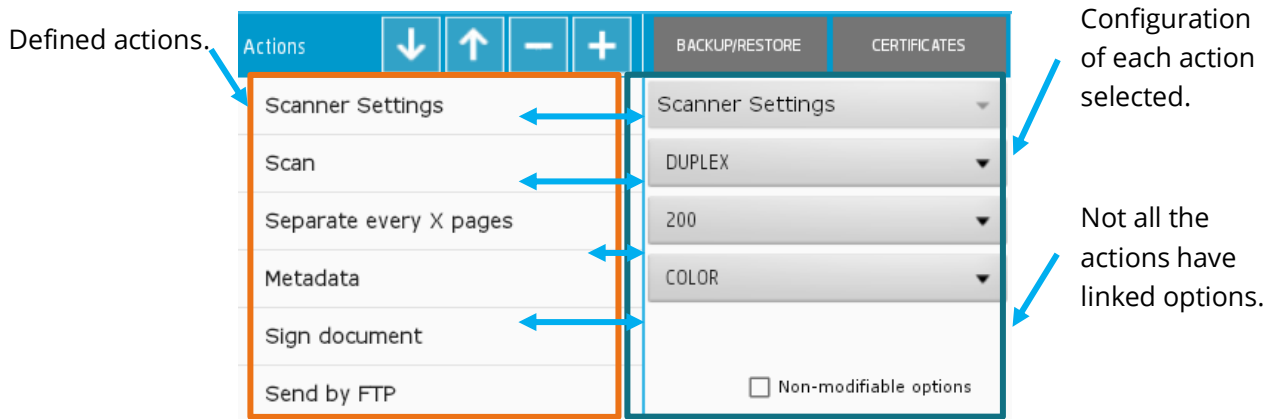 Defined actions.
Actions
BACKUP/RESTORE
CERTIFICATES
Scanner Settings
Scan
Separate every X pages
Metadata
Sign document
Send by FTP
Scanner Settings
DUPLEX
200
COLOR
Non-modifiable options
Configuration
of each action
selected.
Not all the
actions have
linked options.